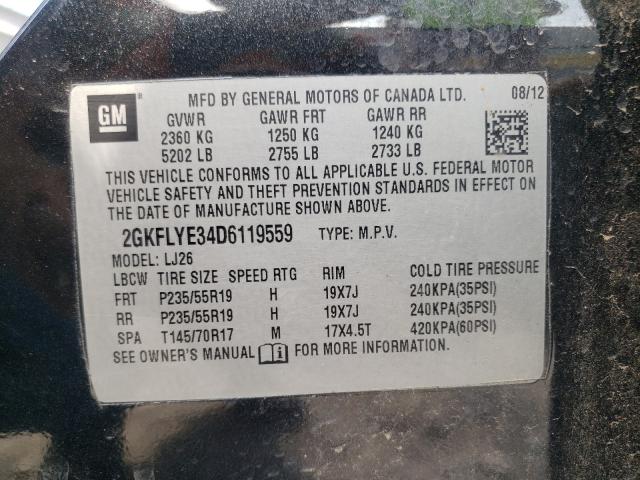 GM ®
MFD BY GENERAL MOTORS OF CANADA LTD. 08/12
GVWR GAWR FRT GAWR RR
2360 KG 1250 KG 1240 KG
5202 LB 2755 LB 2733 LB
THIS VEHICLE CONFORMS TO ALL APPLICABLE U.S. FEDERAL MOTOR
VEHICLE SAFETY AND THEFT PREVENTION STANDARDS IN EFFECT ON
THE DATE OF MANUFACTURE SHOWN ABOVE.
2GKFLYE34D6119559 TYPE: M.P.V.
MODEL: LJ26
LBCW TIRE SIZE SPEED RTG RIM COLD TIRE PRESSURE
FRT P235/55R19 H 19X7J 240KPA(35PSI)
RR P235/55R19 H 19X7J 240KPA(35PSI)
SPA T145/70R17 M 17X4.5T 420KPA(60PSI)
SEE OWNER'S MANUAL i FOR MORE INFORMATION.